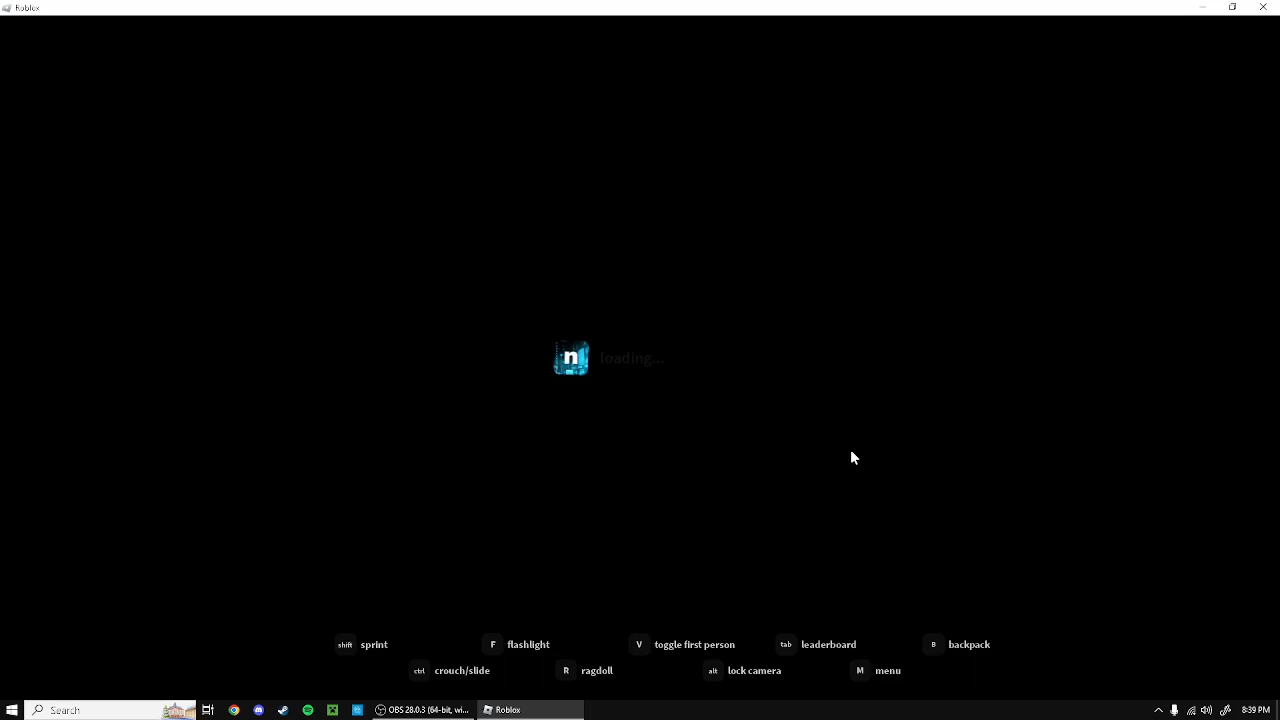 Roblox
n loading...
shift sprint F flashlight V toggle first person tab leaderboard B backpack
ctrl crouch/slide R ragdoll alt lock camera M menu
Search OBS 28.0.3 (64-bit, wi... Roblox 8:39 PM